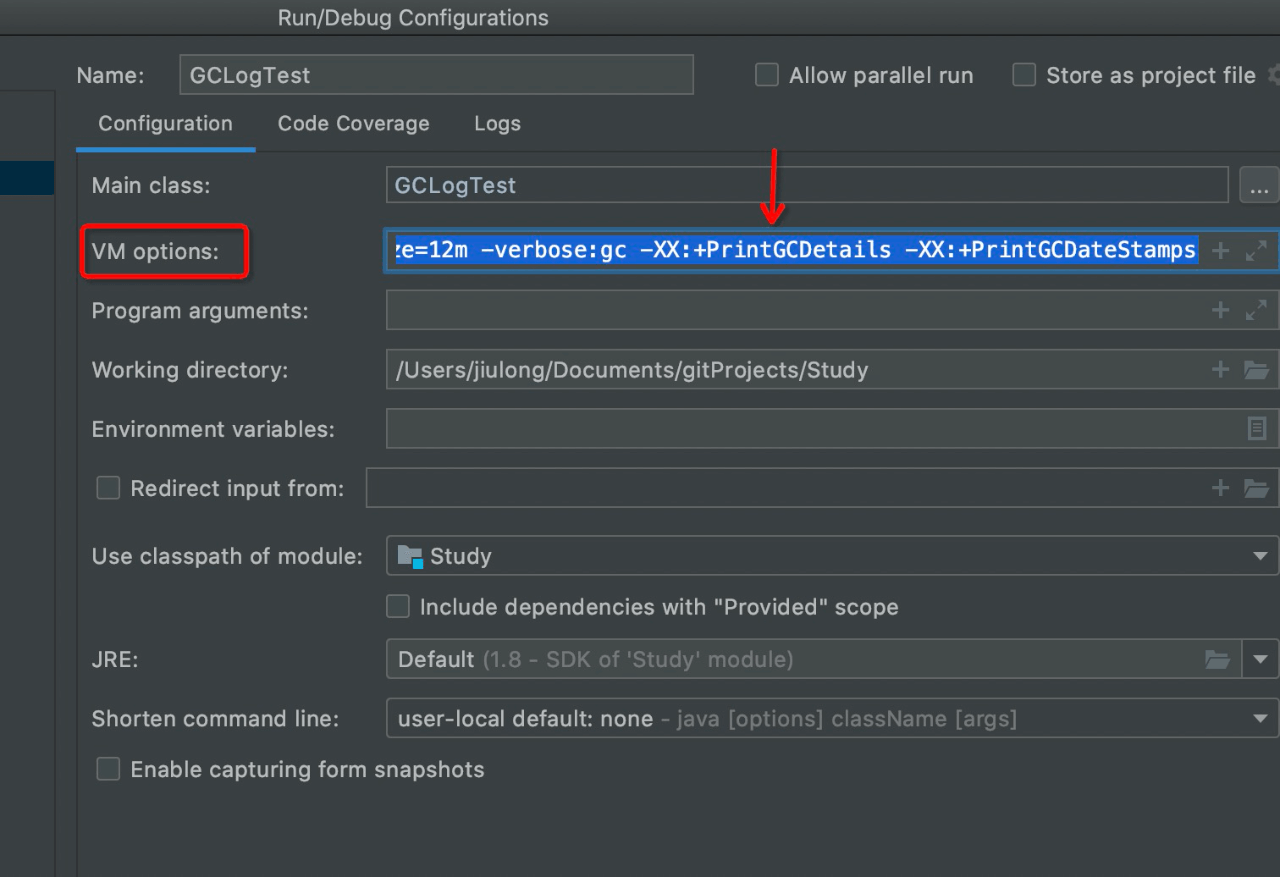 Run/Debug Configurations
Name: GCLogTest Allow parallel run Store as project file
Configuration Code Coverage Logs
Main class: GCLogTest ...
VM options: ze=12m -verbose:gc -XX:+PrintGCDetails -XX:+PrintGCDateStamps
Program arguments:
Working directory: /Users/jiulong/Documents/gitProjects/Study
Environment variables:
Redirect input from:
Use classpath of module: Study
Include dependencies with "Provided" scope
JRE: Default (1.8 - SDK of 'Study' module)
Shorten command line: user-local default: none - java [options] className [args]
Enable capturing form snapshots